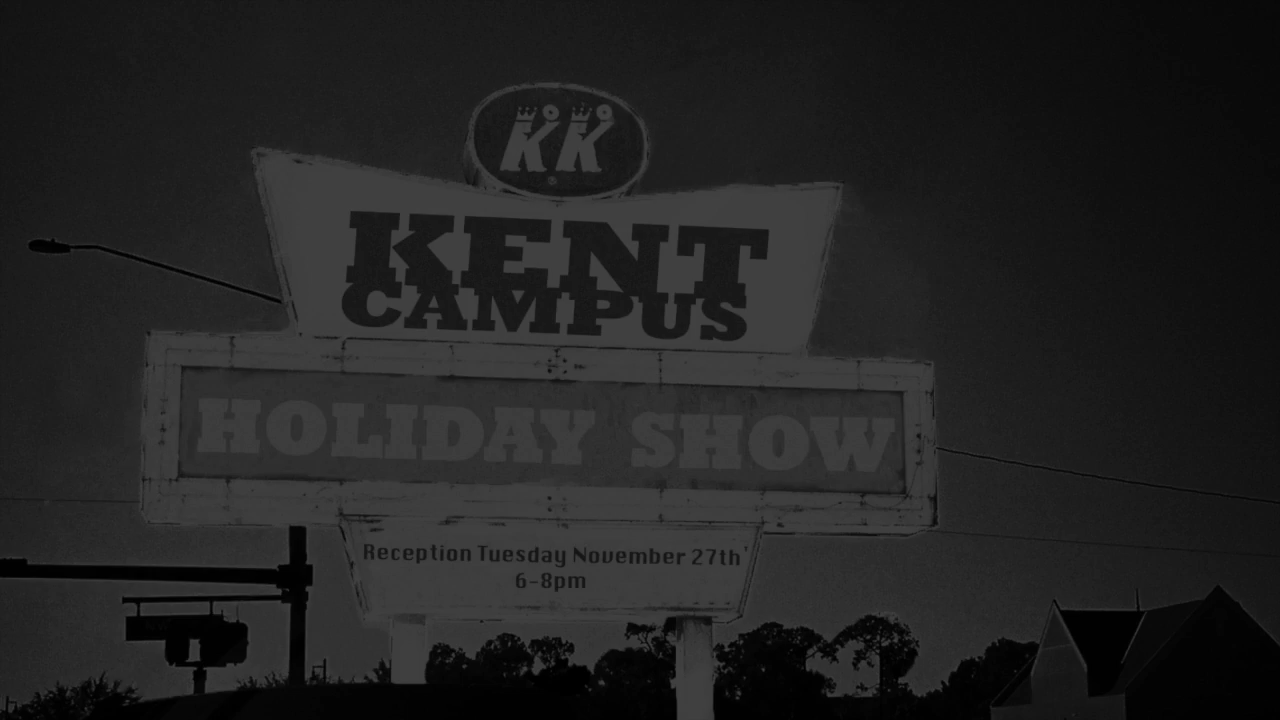 KK
KENT
CAMPUS
HOLIDAY SHOW
Reception Tuesday November 27th'
6-8pm